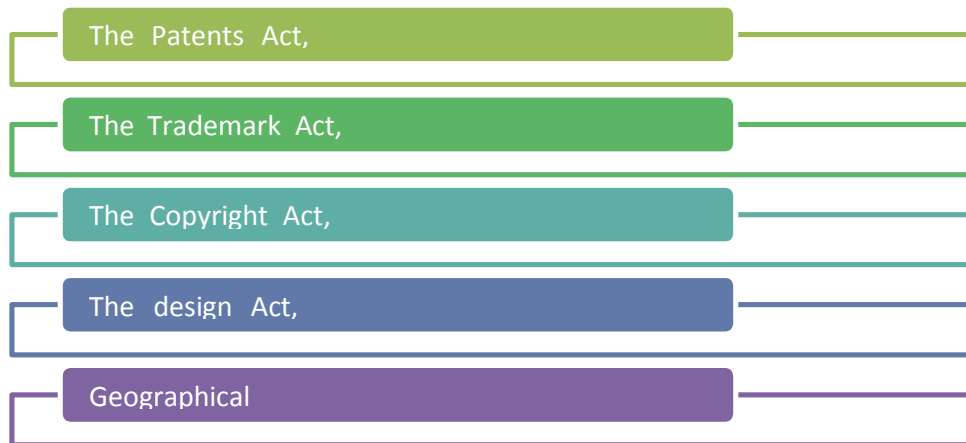 The Patents Act,
The Trademark Act,
The Copyright Act,
The design Act,
Geographical